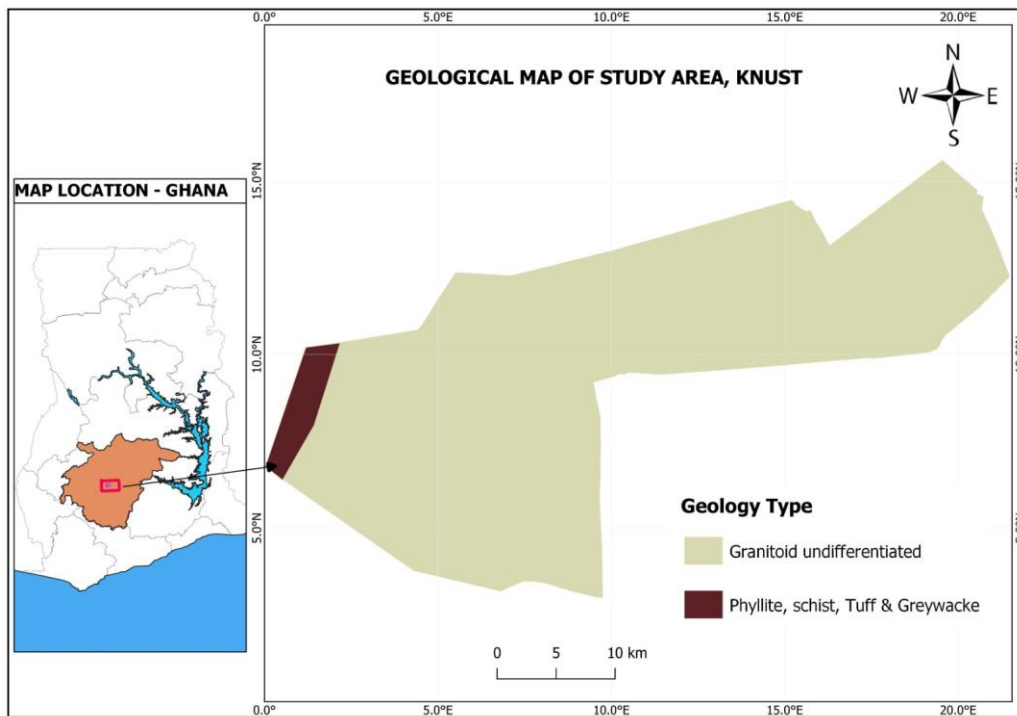 0.0° 5.0°E 10.0°E 15.0°E 20.0°E
GEOLOGICAL MAP OF STUDY AREA, KNUST
N
W E
S
MAP LOCATION - GHANA
15.0°N
10.0°N
5.0°N
Geology Type
Granitoid undifferentiated
Phyllite, schist, Tuff & Greywacke
0 5 10 km
0.0° 5.0°E 10.0°E 15.0°E 20.0°E